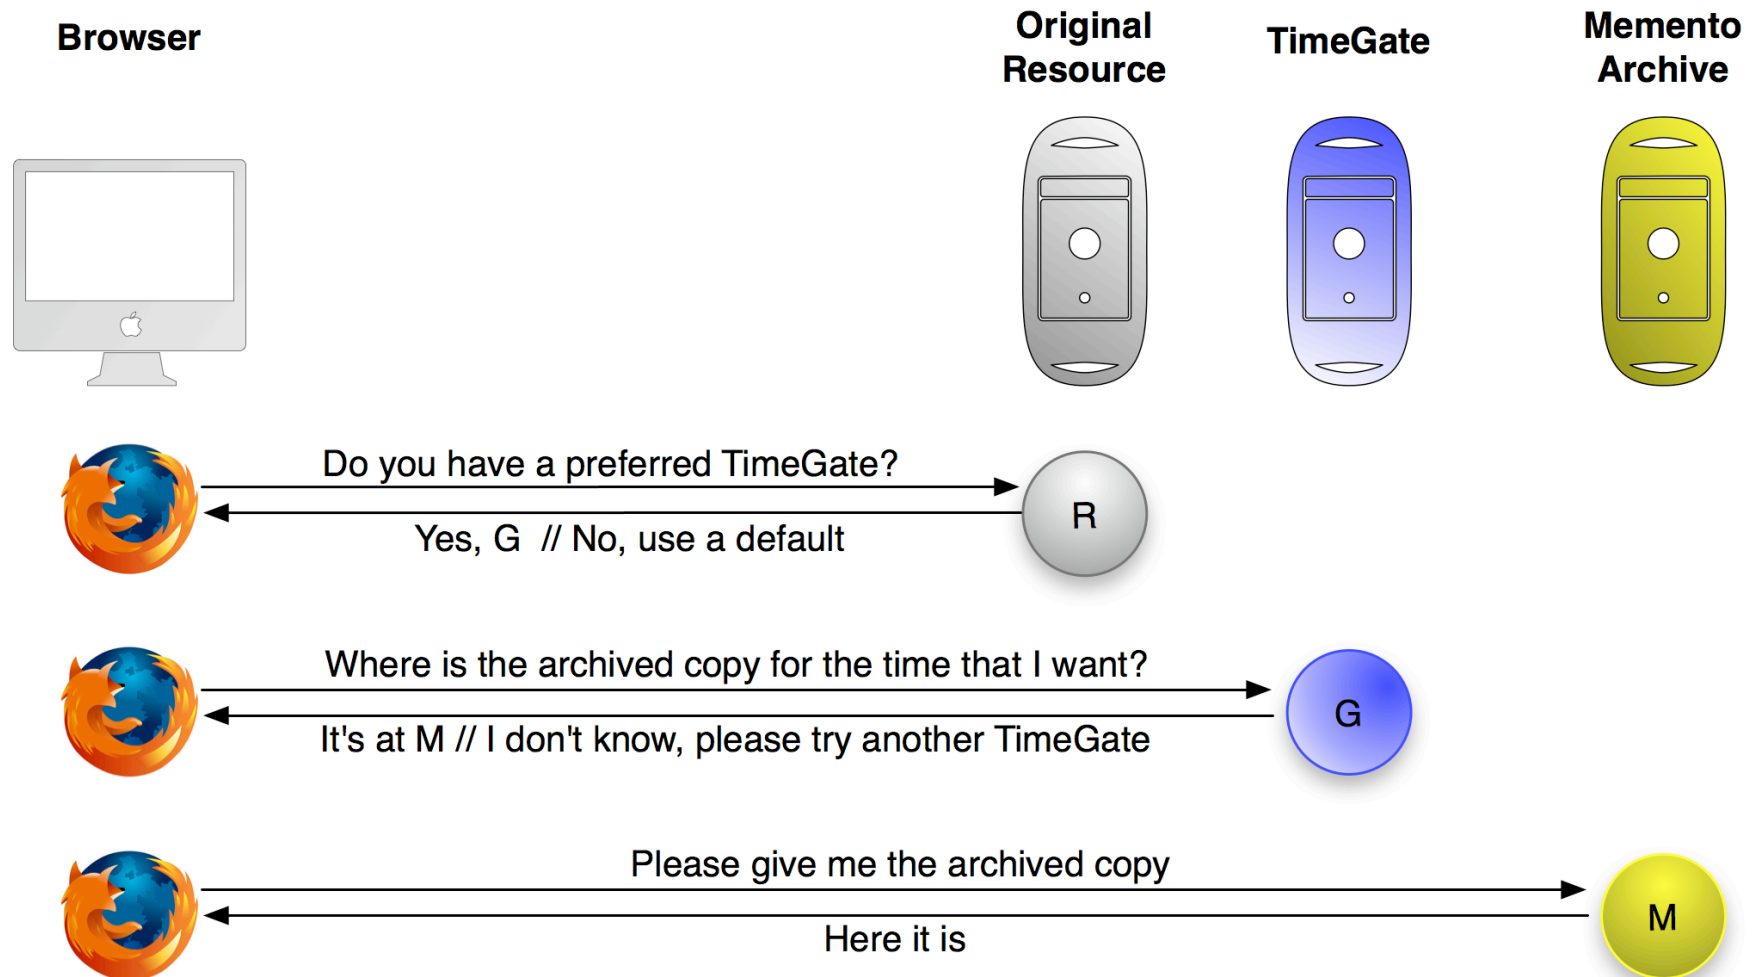 Browser
Original
Resource
TimeGate
Memento
Archive
Do you have a preferred TimeGate?
Yes, G  // No, use a default
R
Where is the archived copy for the time that I want?
It's at M // I don't know, please try another TimeGate
G
Please give me the archived copy
Here it is
M